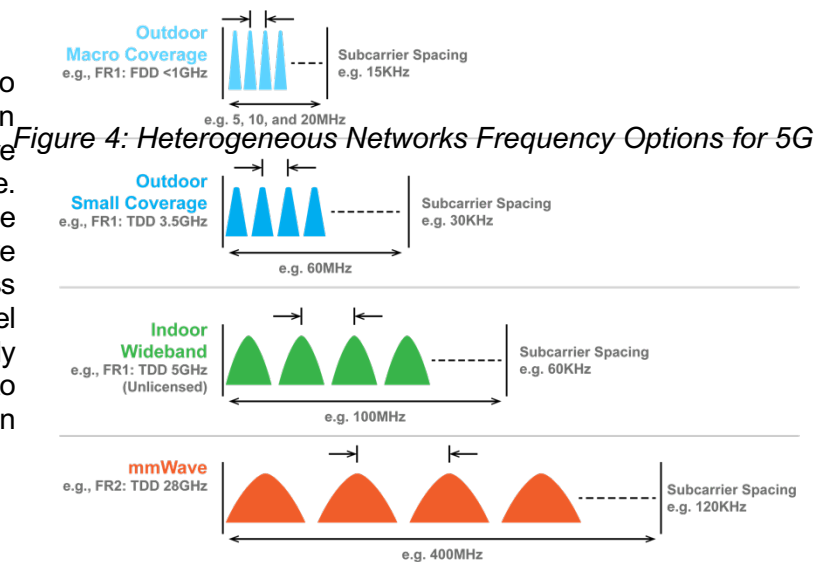 Outdoor
Macro Coverage
e.g., FR1: FDD <1GHz
Subcarrier Spacing
e.g. 15KHz
e.g. 5, 10, and 20MHz
Figure 4: Heterogeneous Networks Frequency Options for 5G
Outdoor
Small Coverage
e.g., FR1: TDD 3.5GHz
Subcarrier Spacing
e.g. 30KHz
e.g. 60MHz
Indoor
Wideband
e.g., FR1: TDD 5GHz
(Unlicensed)
Subcarrier Spacing
e.g. 60KHz
e.g. 100MHz
mmWave
e.g., FR2: TDD 28GHz
Subcarrier Spacing
e.g. 120KHz
e.g. 400MHz